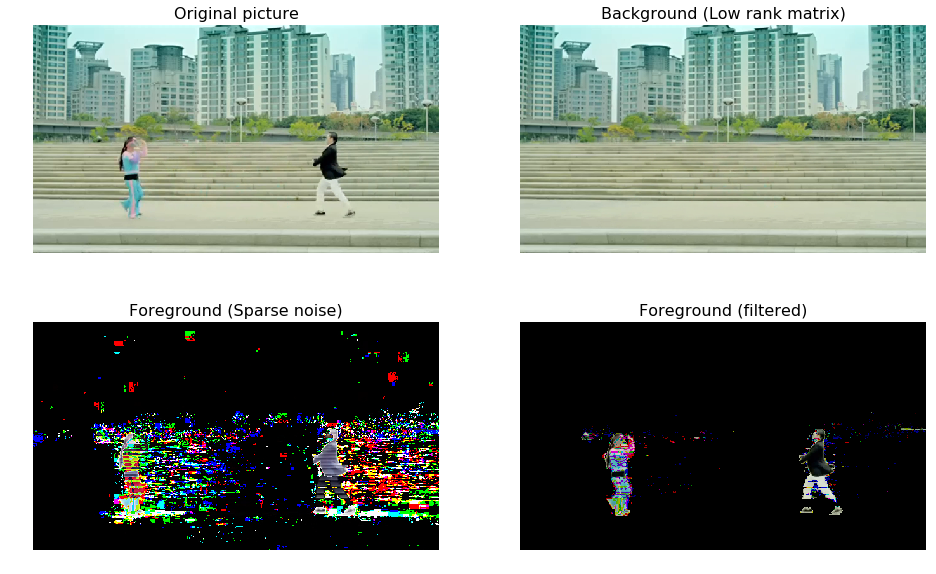 Original picture
Background (Low rank matrix)
Foreground (Sparse noise)
Foreground (filtered)